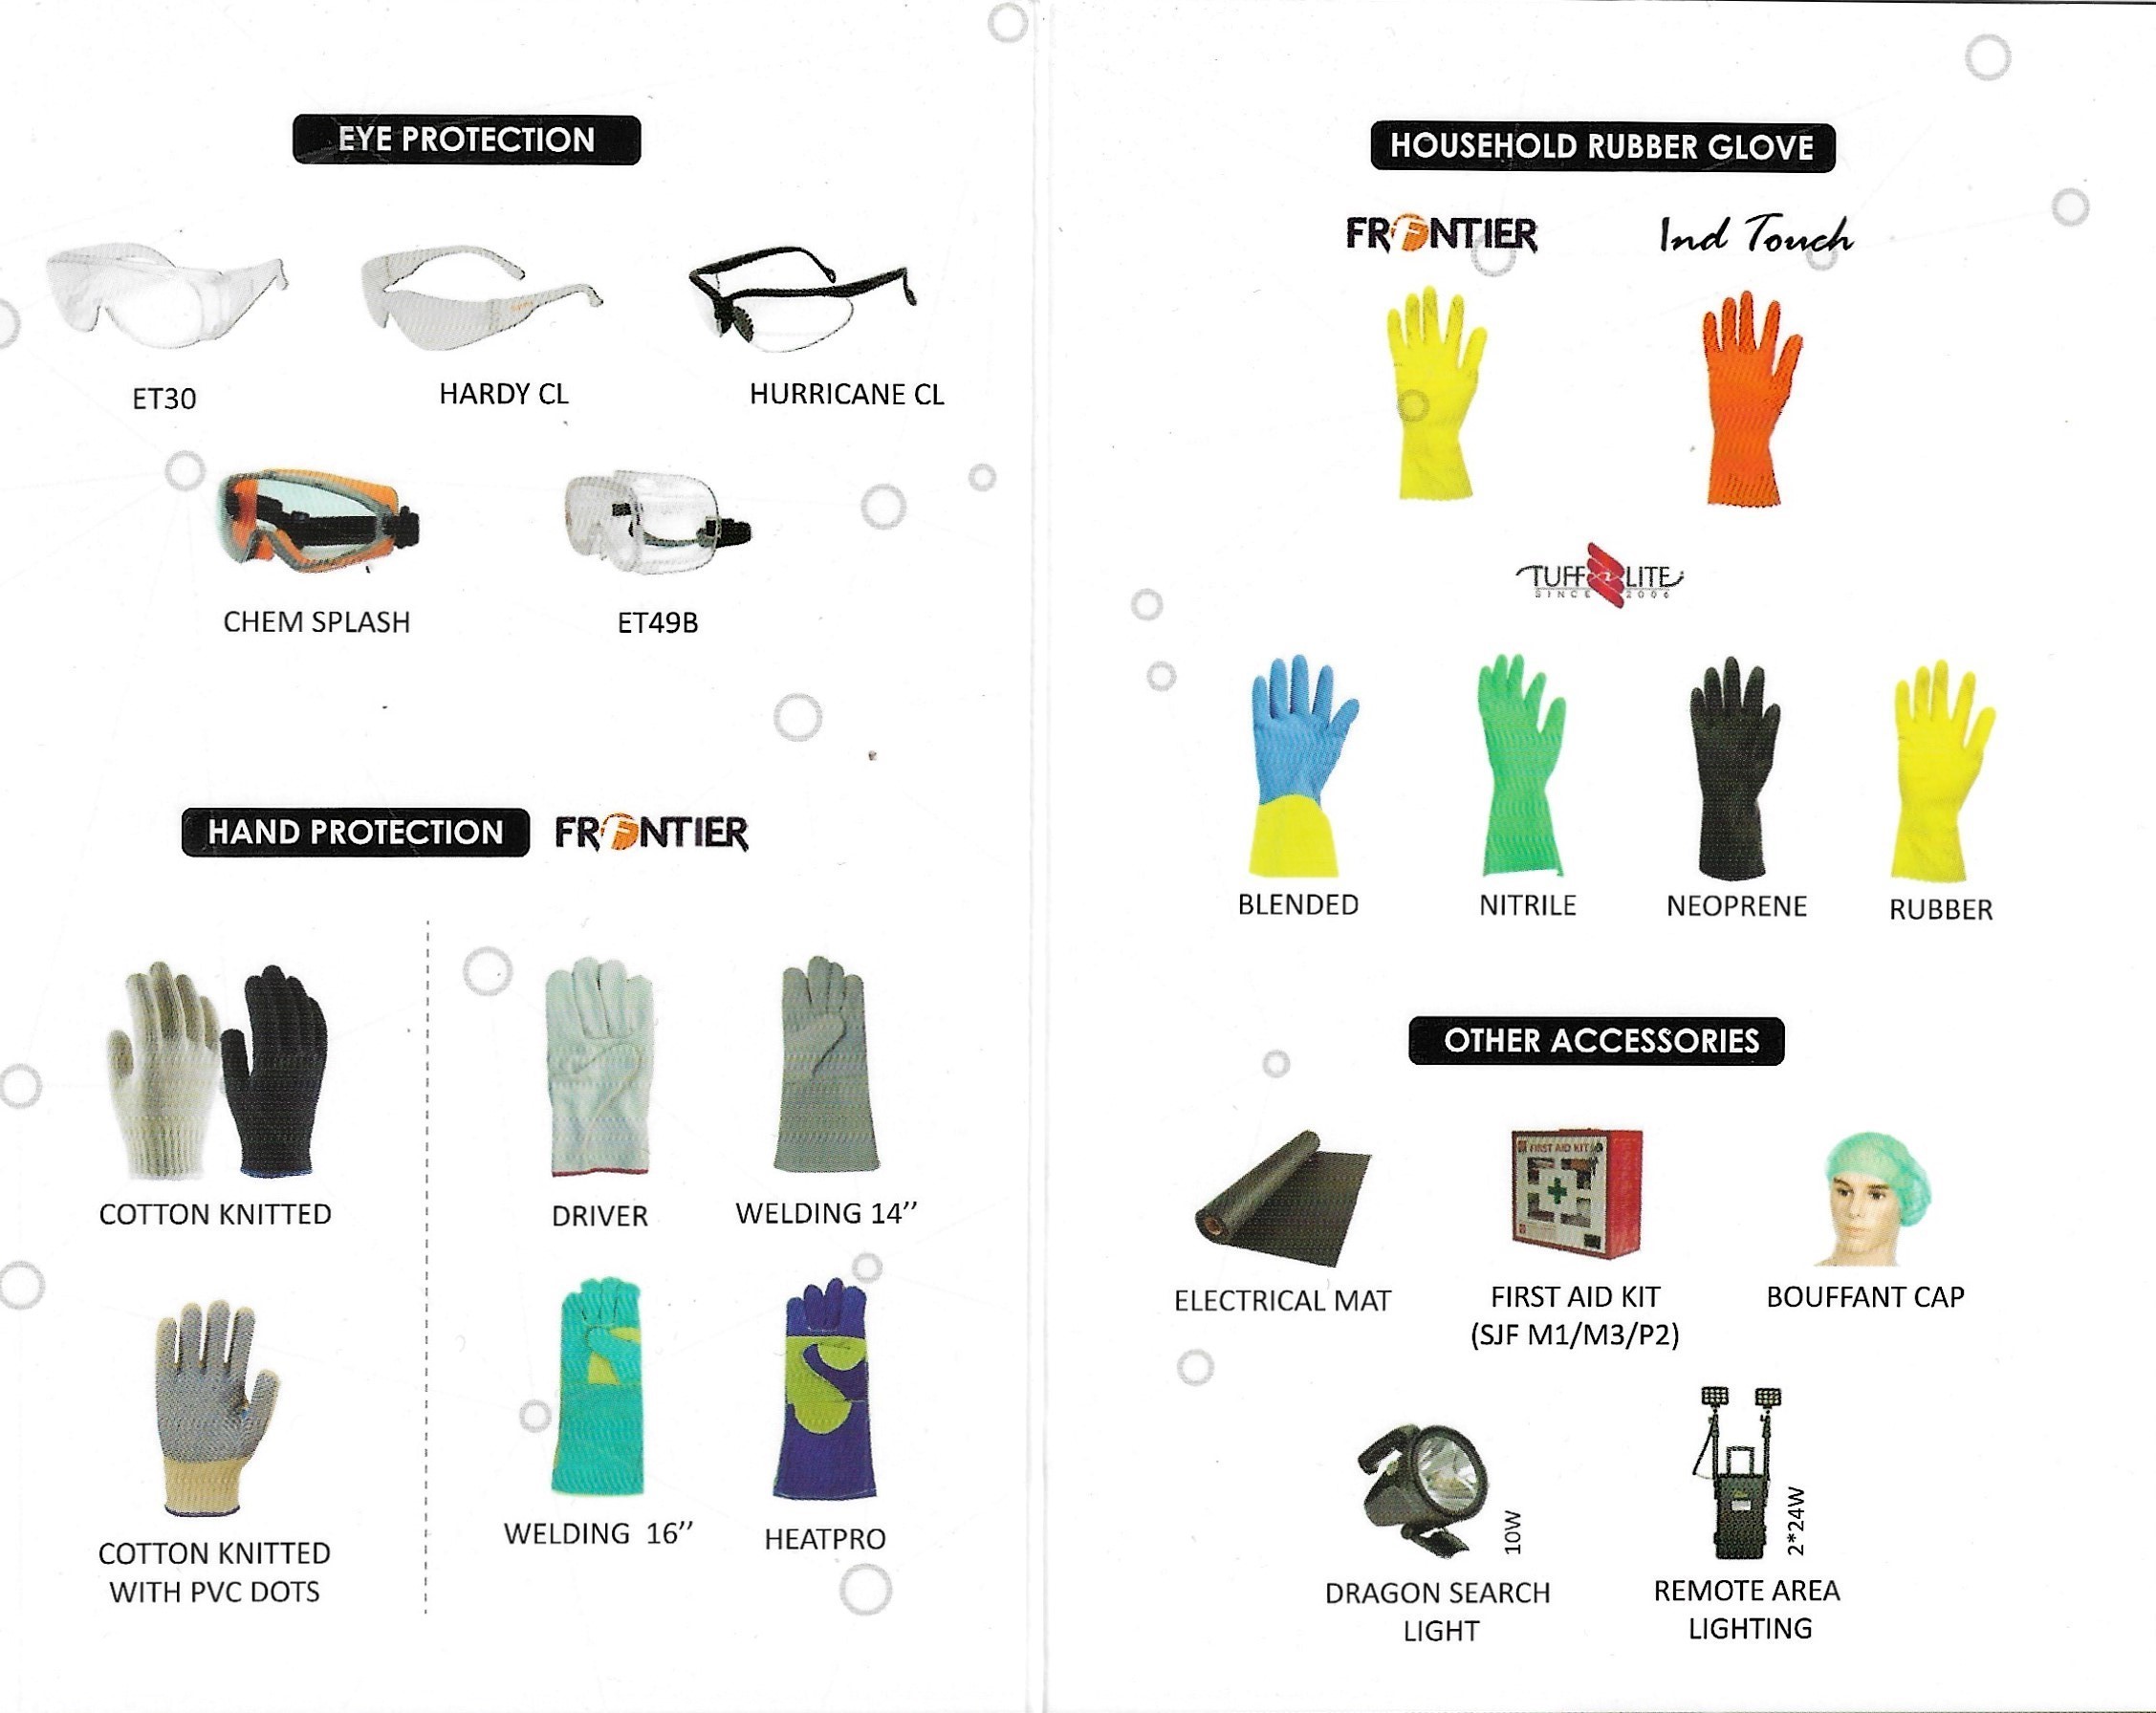 EYE PROTECTION
ET30
HARDY CL
HURRICANE CL
CHEM SPLASH
ET49B
HAND PROTECTION
FRONTIER
COTTON KNITTED
DRIVER
WELDING 14’’
COTTON KNITTED
WITH PVC DOTS
WELDING 16’’
HEATPRO
HOUSEHOLD RUBBER GLOVE
FRONTIER
Ind Touch
TUFF n LITE
SINCE 2006
BLENDED
NITRILE
NEOPRENE
RUBBER
OTHER ACCESSORIES
ELECTRICAL MAT
FIRST AID KIT
FIRST AID KIT
(SJF M1/M3/P2)
BOUFFANT CAP
10W
DRAGON SEARCH
LIGHT
2*24W
REMOTE AREA
LIGHTING